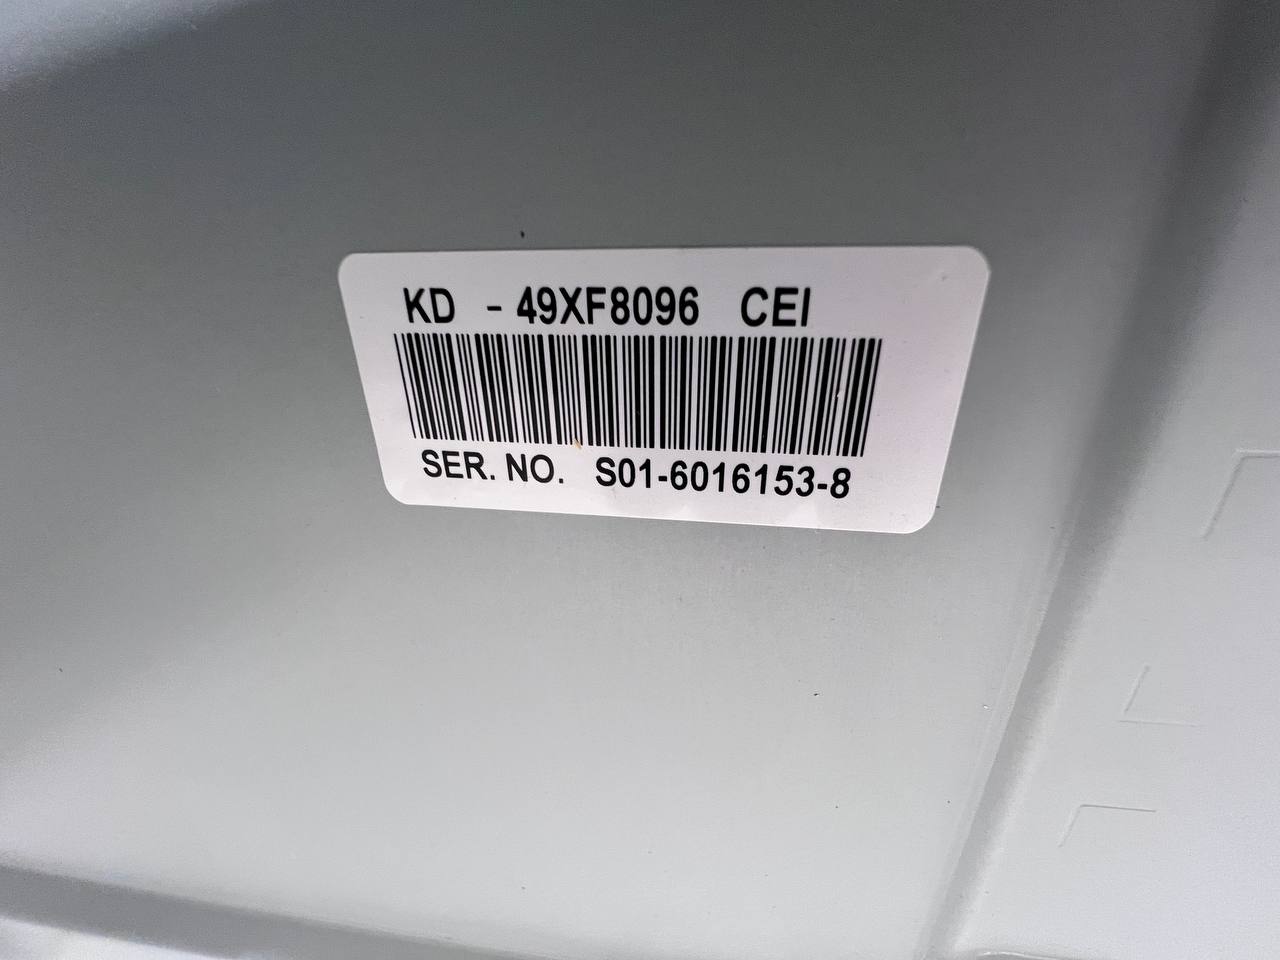 KD - 49XF8096 CEI
SER. NO. S01-6016153-8